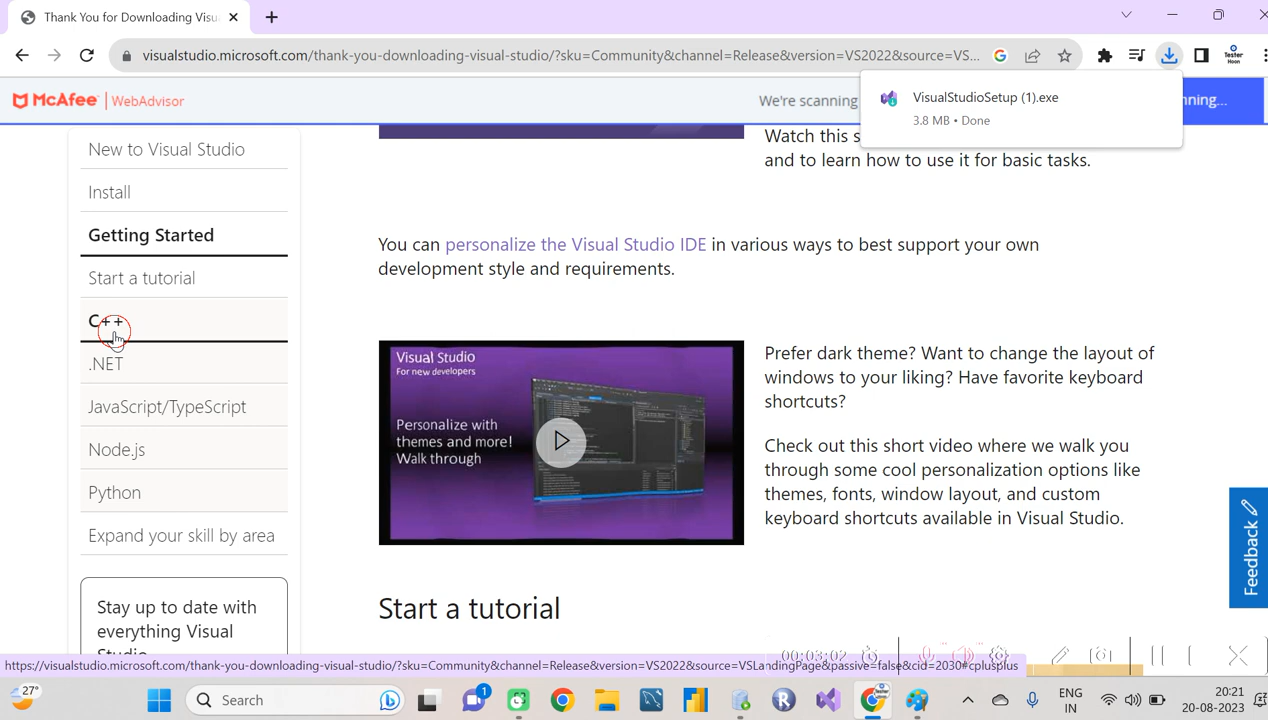 Thank You for Downloading Visu
visualstudio.microsoft.com/thank-you-downloading-visual-studio/?sku=Community&channel=Release&version=VS2022&source=VS...
Tester
Hoon
McAfee | WebAdvisor
We're scanning
nning...
VisualStudioSetup (1).exe
3.8 MB • Done
New to Visual Studio
Install
Getting Started
Start a tutorial
C++
.NET
JavaScript/TypeScript
Node.js
Python
Expand your skill by area
Stay up to date with
everything Visual
Watch this
and to learn how to use it for basic tasks.
You can personalize the Visual Studio IDE in various ways to best support your own
development style and requirements.
Visual Studio
For new developers
Personalize with
themes and more!
Walk through
Prefer dark theme? Want to change the layout of
windows to your liking? Have favorite keyboard
shortcuts?
Check out this short video where we walk you
through some cool personalization options like
themes, fonts, window layout, and custom
keyboard shortcuts available in Visual Studio.
Start a tutorial
Feedback
00:03:02
https://visualstudio.microsoft.com/thank-you-downloading-visual-studio/?sku=Community&channel=Release&version=VS2022&source=VSLandingPage&passive=false&cid=2030#cplusplus
27°
Search
1
Tester
Hoon
ENG
IN
20:21
20-08-2023